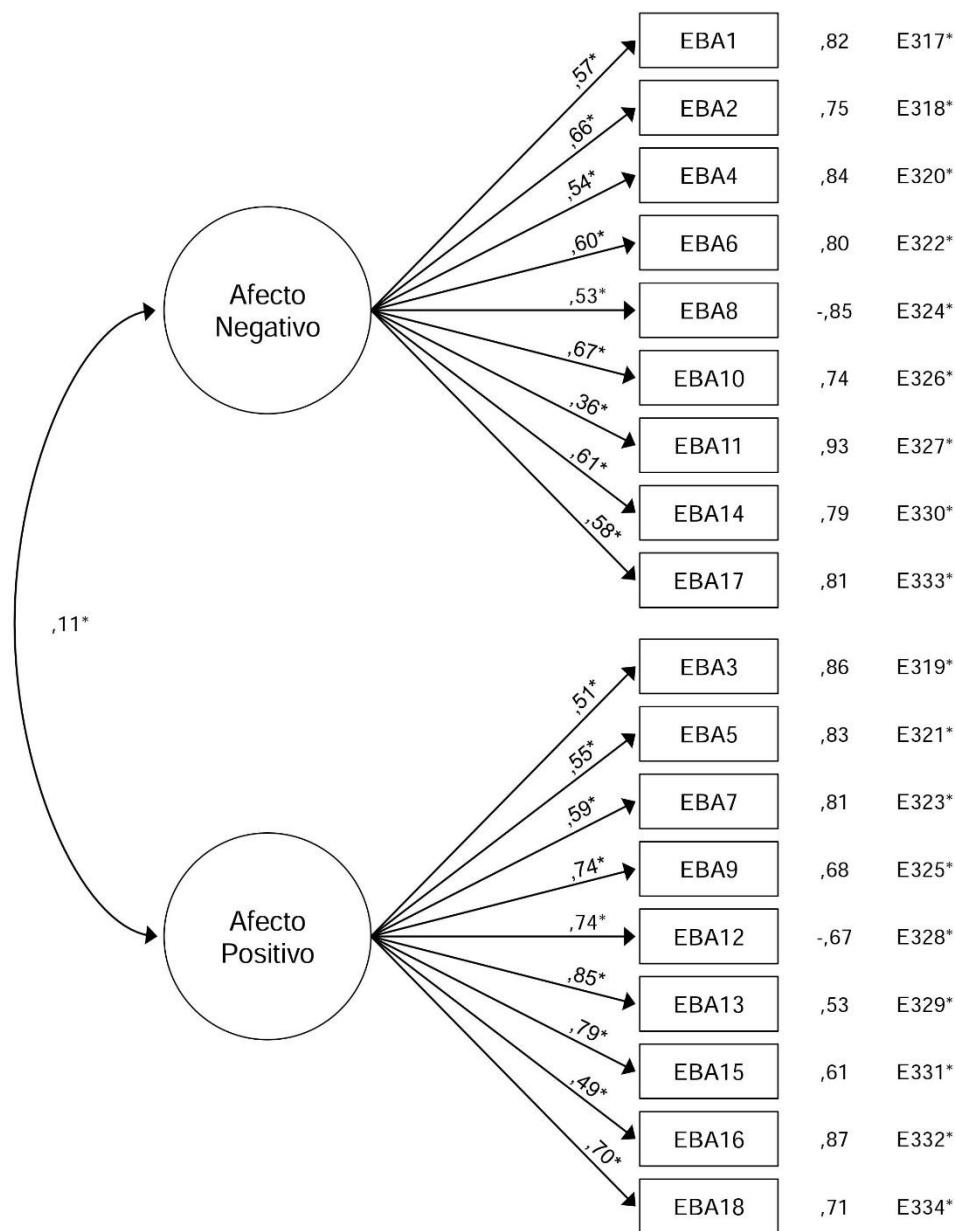 ,57* EBA1 ,82 E317*
,66* EBA2 ,75 E318*
,54* EBA4 ,84 E320*
,60* EBA6 ,80 E322*
Afecto
Negativo
,53* EBA8 -,85 E324*
,67* EBA10 ,74 E326*
,36* EBA11 ,93 E327*
,61* EBA14 ,79 E330*
,58* EBA17 ,81 E333*
,11*
,51* EBA3 ,86 E319*
,55* EBA5 ,83 E321*
,59* EBA7 ,81 E323*
,74* EBA9 ,68 E325*
Afecto
Positivo
,74* EBA12 -,67 E328*
,85* EBA13 ,53 E329*
,79* EBA15 ,61 E331*
,49* EBA16 ,87 E332*
,70* EBA18 ,71 E334*